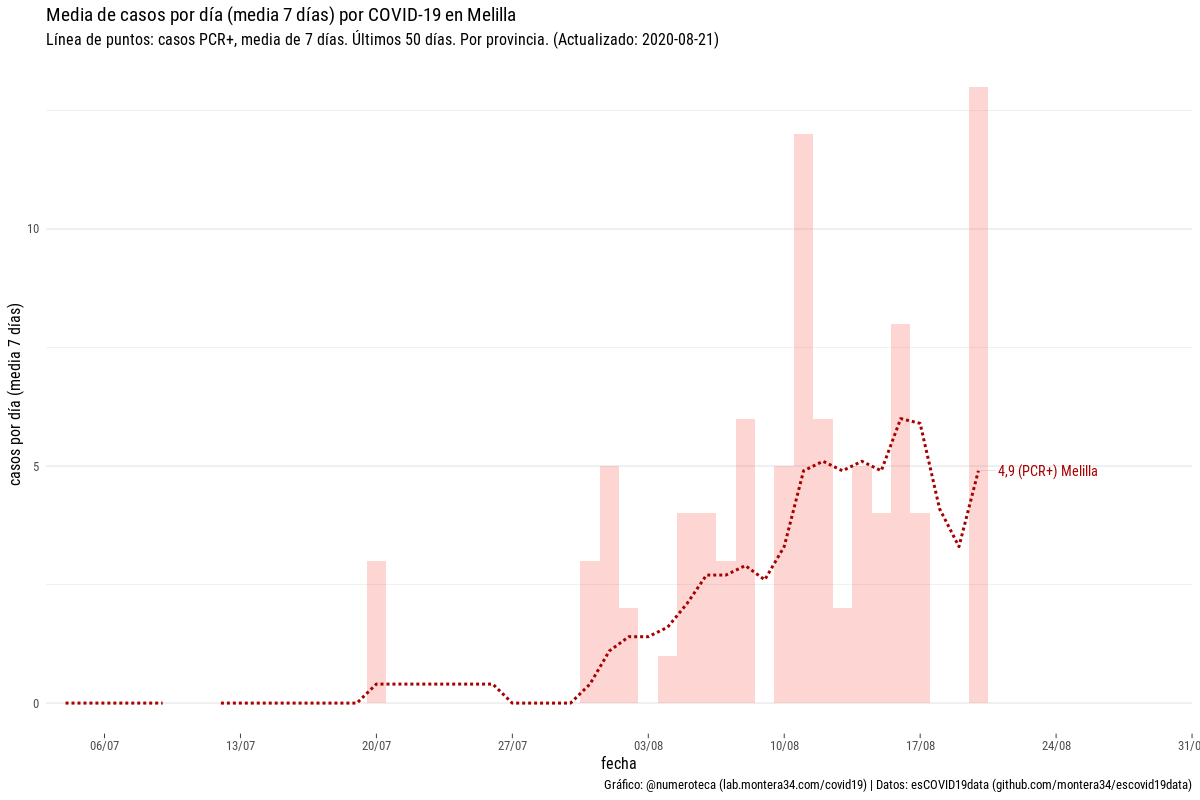 Media de casos por día (media 7 días) por COVID-19 en Melilla
Línea de puntos: casos PCR+, media de 7 días. Últimos 50 días. Por provincia. (Actualizado: 2020-08-21)
casos por día (media 7 días)
10
5
0
4,9 (PCR+) Melilla
06/07
13/07
20/07
27/07
03/08
10/08
17/08
24/08
31/0
fecha
Gráfico: @numeroteca (lab.montera34.com/covid19) | Datos: esCOVID19data (github.com/montera34/escovid19data)